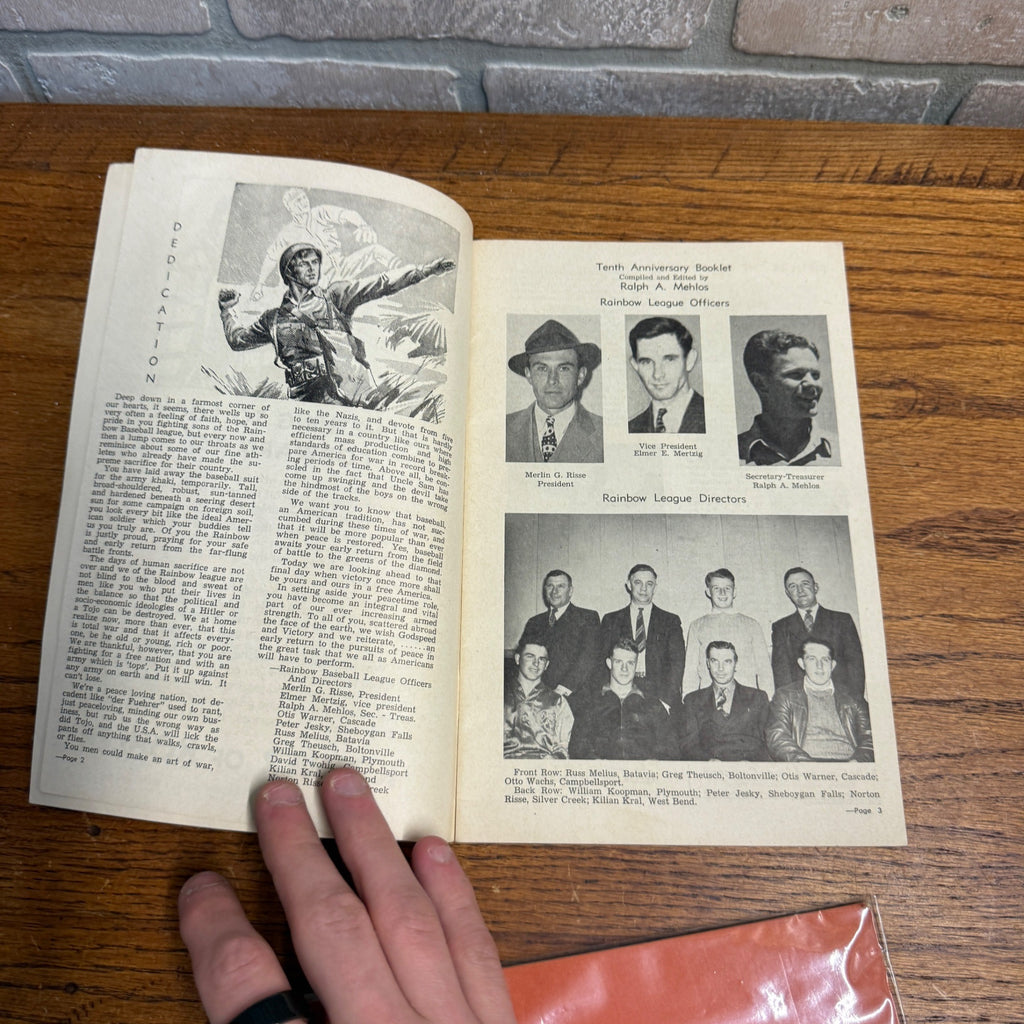 DEDICATION
Deep down in a farmost corner of
our hearts, it seems, there wells up so
very often a feeling of faith, hope, and
pride in you fighting sons of the Rain-
bow Baseball league, but every now and
then a lump comes to our throats as we
reminisce about some of our fine ath-
letes who already have made the su-
preme sacrifice for their country.
You have laid away the baseball suit
for the army khaki, temporarily. Tall,
broad-shouldered, robust, sun-tanned
and hardened beneath a seering desert
sun for some campaign on foreign soil,
you look every bit like the ideal Amer-
ican soldier which your buddies tell
us you truly are. Of you the Rainbow
is justly proud, praying for your safe
and early return from the far-flung
battle fronts.
The days of human sacrifice are not
over and we of the Rainbow league are
not blind to the blood and sweat of
men like you who put their lives in
the balance so that the political and
socio-economic ideologies of a Hitler or
a Tojo can be destroyed. We at home
realize now, more than ever, that this
is total war and that it affects every-
one, be he old or young, rich or poor.
We are thankful, however, that you are
fighting for a free nation and with an
army which is 'tops'. Put it up against
any army on earth and it will win. It
can't lose.
We're a peace loving nation, not de-
cadent like "der Fuehrer" used to rant,
just peaceloving, minding our own bus-
iness, but rub us the wrong way as
did Tojo, and the U.S.A. will lick the
pants off anything that walks, crawls,
or flies.
You men could make an art of war,
—Page 2
like the Nazis, and devote from five
to ten years to it. But that is hardly
necessary in a country like ours where
efficient mass production and high
standards of education combine to pre-
pare America for war in record break-
ing periods of time. Above all, be con-
soled in the fact that Uncle Sam has
come up swinging and the devil take
the hindmost of the boys on the wrong
side of the tracks.
We want you to know that baseball,
an American tradition, has not suc-
cumbed during these times of war, and
that it will be more popular than ever
when peace is restored. Yes, baseball
awaits your early return from the field
of battle to the greens of the diamond.
Today we are looking ahead to that
final day when victory once more shall
be yours and ours in a free America.
In setting aside your peacetime role,
you have become an integral and vital
part of our ever increasing armed
strength. To all of you, scattered abroad
the face of the earth, we wish Godspeed
and Victory and we reiterate, ......an
early return to the pursuits of peace in
the great task that we all as Americans
will have to perform.
—Rainbow Baseball League Officers
And Directors
Merlin G. Risse, President
Elmer Mertzig, vice president
Ralph A. Mehlos, Sec. - Treas.
Otis Warner, Cascade
Peter Jesky, Sheboygan Falls
Russ Melius, Batavia
Greg Theusch, Boltonville
William Koopman, Plymouth
David Twohig, Campbellsport
Kilian Kral
Norton Risse
Tenth Anniversary Booklet
Compiled and Edited by
Ralph A. Mehlos
Rainbow League Officers
Merlin G. Risse
President
Vice President
Elmer E. Mertzig
Secretary-Treasurer
Ralph A. Mehlos
Rainbow League Directors
Front Row: Russ Melius, Batavia; Greg Theusch, Boltonville; Otis Warner, Cascade;
Otto Wachs, Campbellsport.
Back Row: William Koopman, Plymouth; Peter Jesky, Sheboygan Falls; Norton
Risse, Silver Creek; Kilian Kral, West Bend.
—Page 3